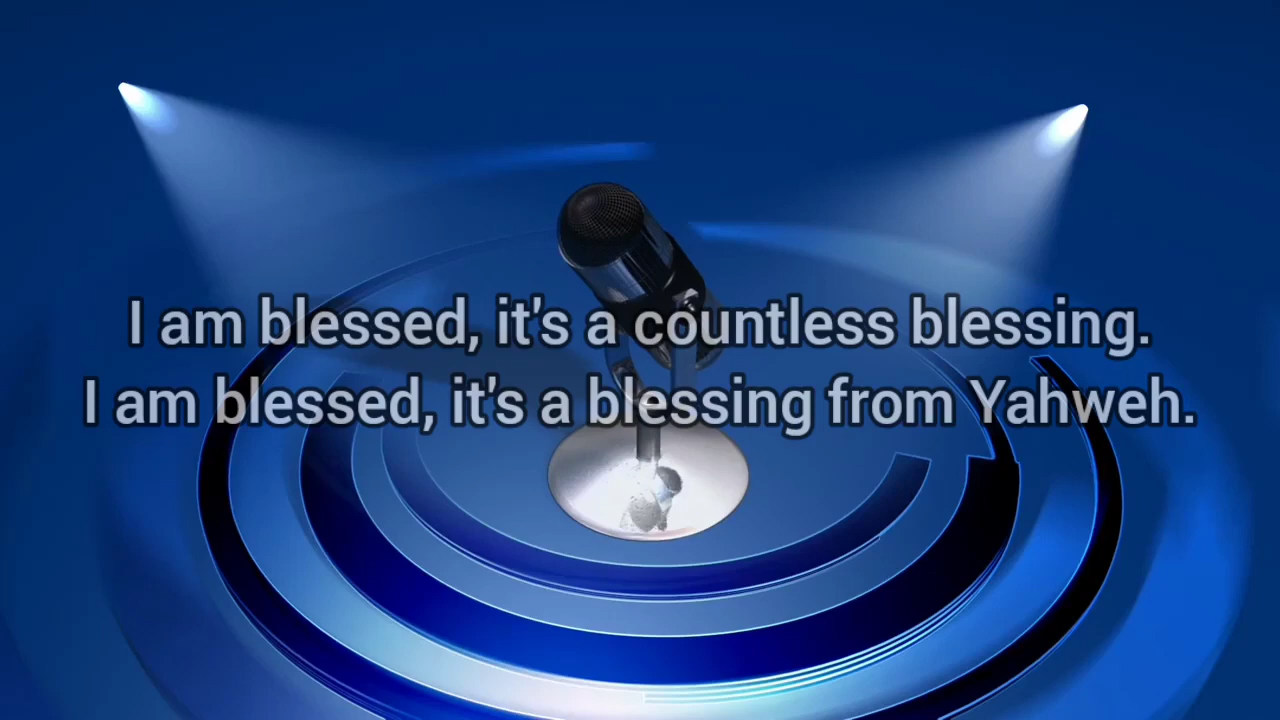 I am blessed, it's a countless blessing.
I am blessed, it's a blessing from Yahweh.